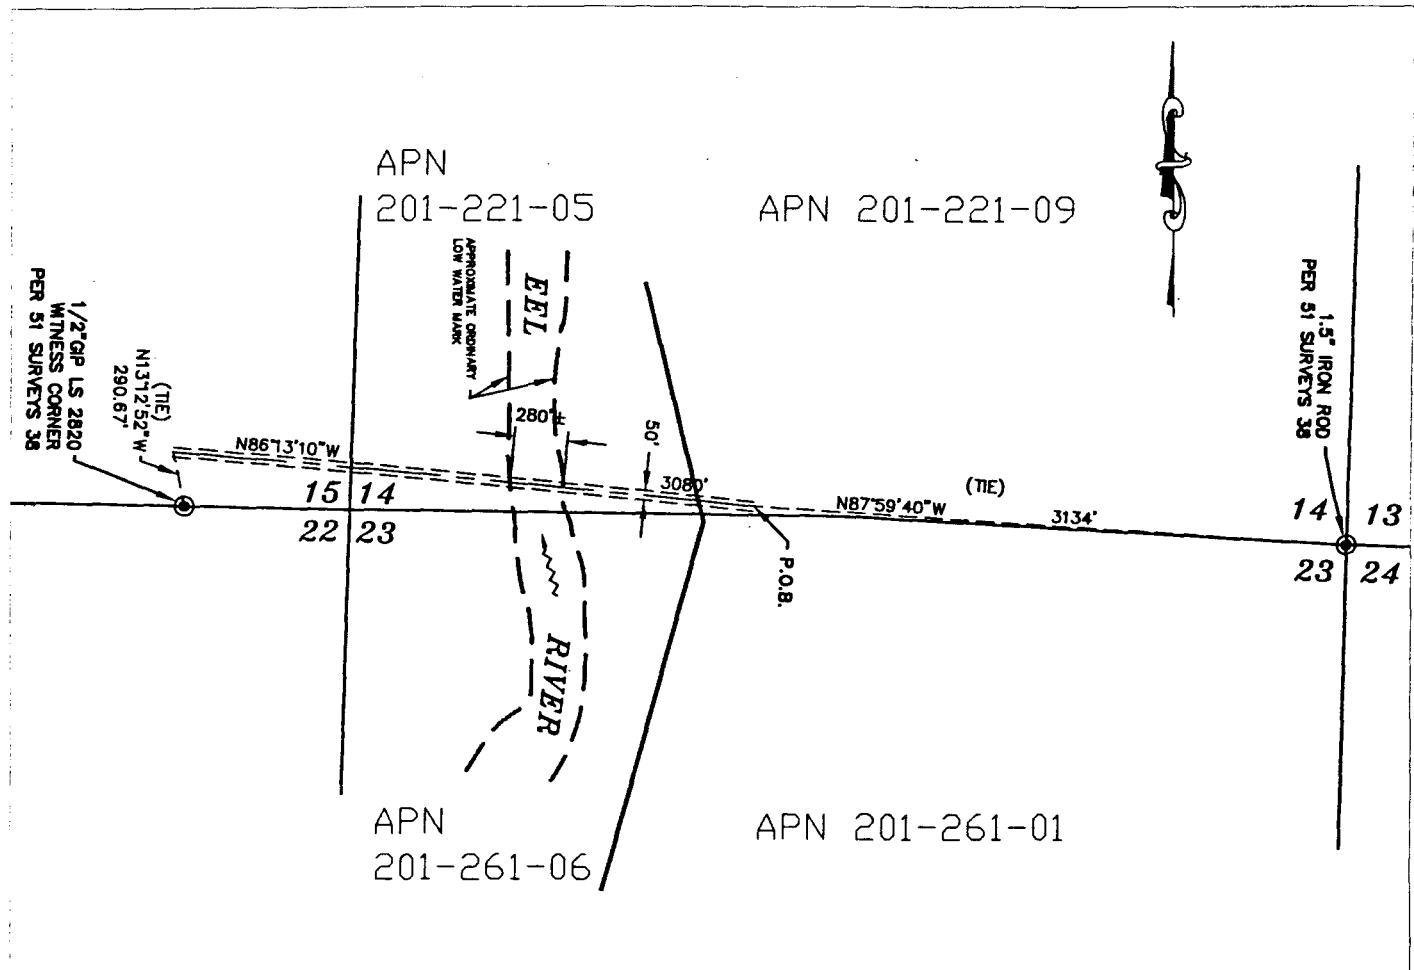 APN
201-221-05
APN 201-221-09
APPROXIMATE ORDINARY
LOW WATER MARK
EEL
RIVER
1.5" IRON ROD
PER 51 SURVEYS 38
1/2"GIP LS 2820
WITNESS CORNER
PER 51 SURVEYS 38
(TIE)
N13°12'52"W
290.67'
N86°13'10"W
280'±
50'
3080'
(TIE)
N87°59'40"W
3134'
P.O.B.
15 14
22 23
14 13
23 24
APN
201-261-06
APN 201-261-01